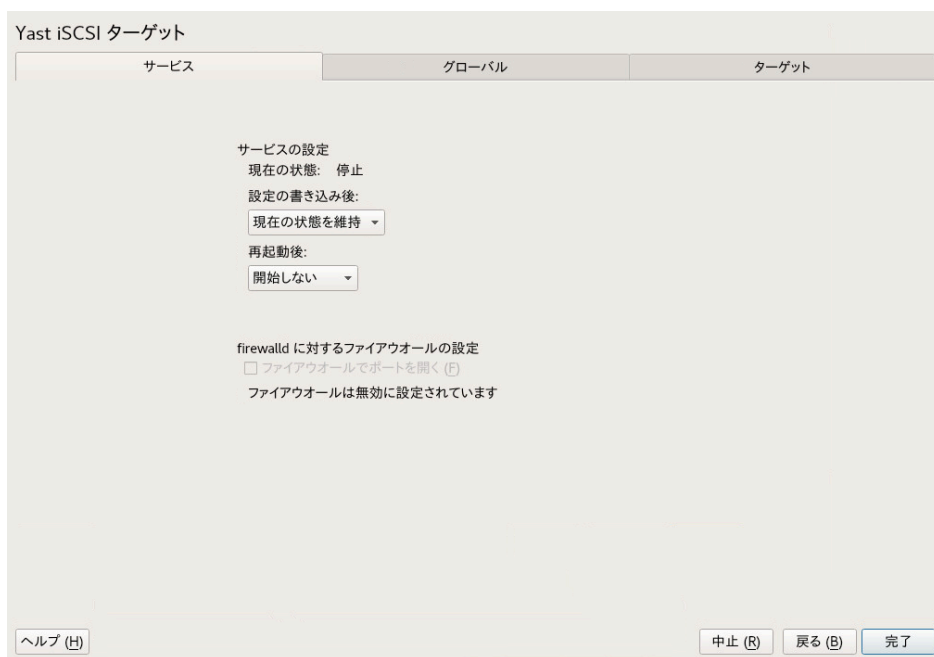 Yast iSCSI ターゲット
サービス
グローバル
ターゲット
サービスの設定
現在の状態: 停止
設定の書き込み後:
現在の状態を維持
再起動後:
開始しない
firewalld に対するファイアウオールの設定
ファイアウオールでポートを開く (F)
ファイアウオールは無効に設定されています
ヘルプ (H)
中止 (R)
戻る (B)
完了